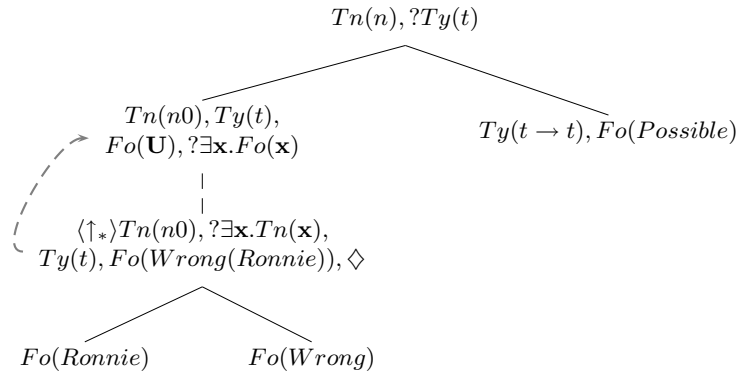 Tn(n), ?Ty(t)
Tn(n0), Ty(t),
Fo(U), ?∃x.Fo(x)
Ty(t → t), Fo(Possible)
⟨↑∗⟩Tn(n0), ?∃x.Tn(x),
Ty(t), Fo(Wrong(Ronnie)), ♢
Fo(Ronnie) Fo(Wrong)